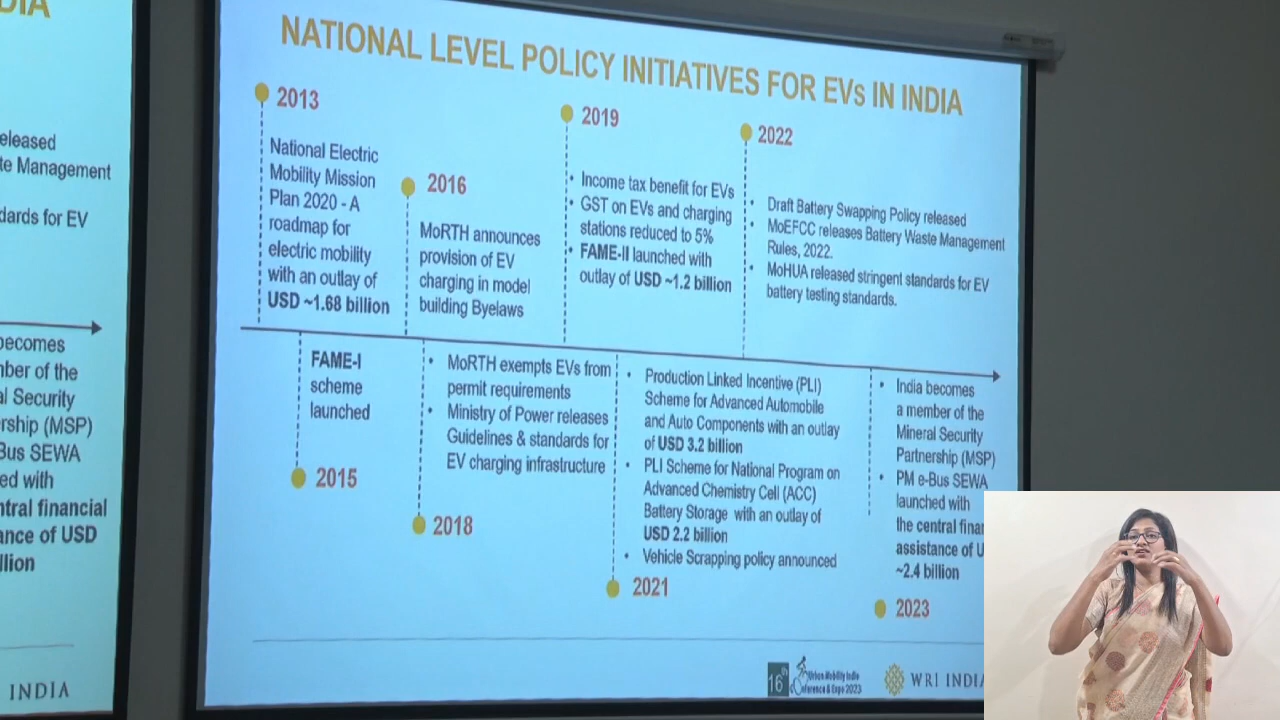 DIA
eleased
te Management
dards for EV
becomes
ber of the
al Security
rship (MSP)
Bus SEWA
ed with
ntral financial
ance of USD
llion
INDIA
NATIONAL LEVEL POLICY INITIATIVES FOR EVs IN INDIA
2013
National Electric
Mobility Mission
Plan 2020 - A
roadmap for
electric mobility
with an outlay of
USD ~1.68 billion
2016
MoRTH announces
provision of EV
charging in model
building Byelaws
2019
• Income tax benefit for EVs
• GST on EVs and charging
stations reduced to 5%
• FAME-II launched with
outlay of USD ~1.2 billion
2022
• Draft Battery Swapping Policy released
• MoEFCC releases Battery Waste Management
Rules, 2022.
• MoHUA released stringent standards for EV
battery testing standards.
FAME-I
scheme
launched
2015
• MoRTH exempts EVs from
permit requirements
• Ministry of Power releases
Guidelines & standards for
EV charging infrastructure
2018
• Production Linked Incentive (PLI)
Scheme for Advanced Automobile
and Auto Components with an outlay
of USD 3.2 billion
• PLI Scheme for National Program on
Advanced Chemistry Cell (ACC)
Battery Storage with an outlay of
USD 2.2 billion
• Vehicle Scrapping policy announced
2021
• India becomes
a member of the
Mineral Security
Partnership (MSP)
• PM e-Bus SEWA
launched with
the central finan
assistance of U
~2.4 billion
2023
16th
Urban Mobility India
Conference & Expo 2023
WRI INDIA